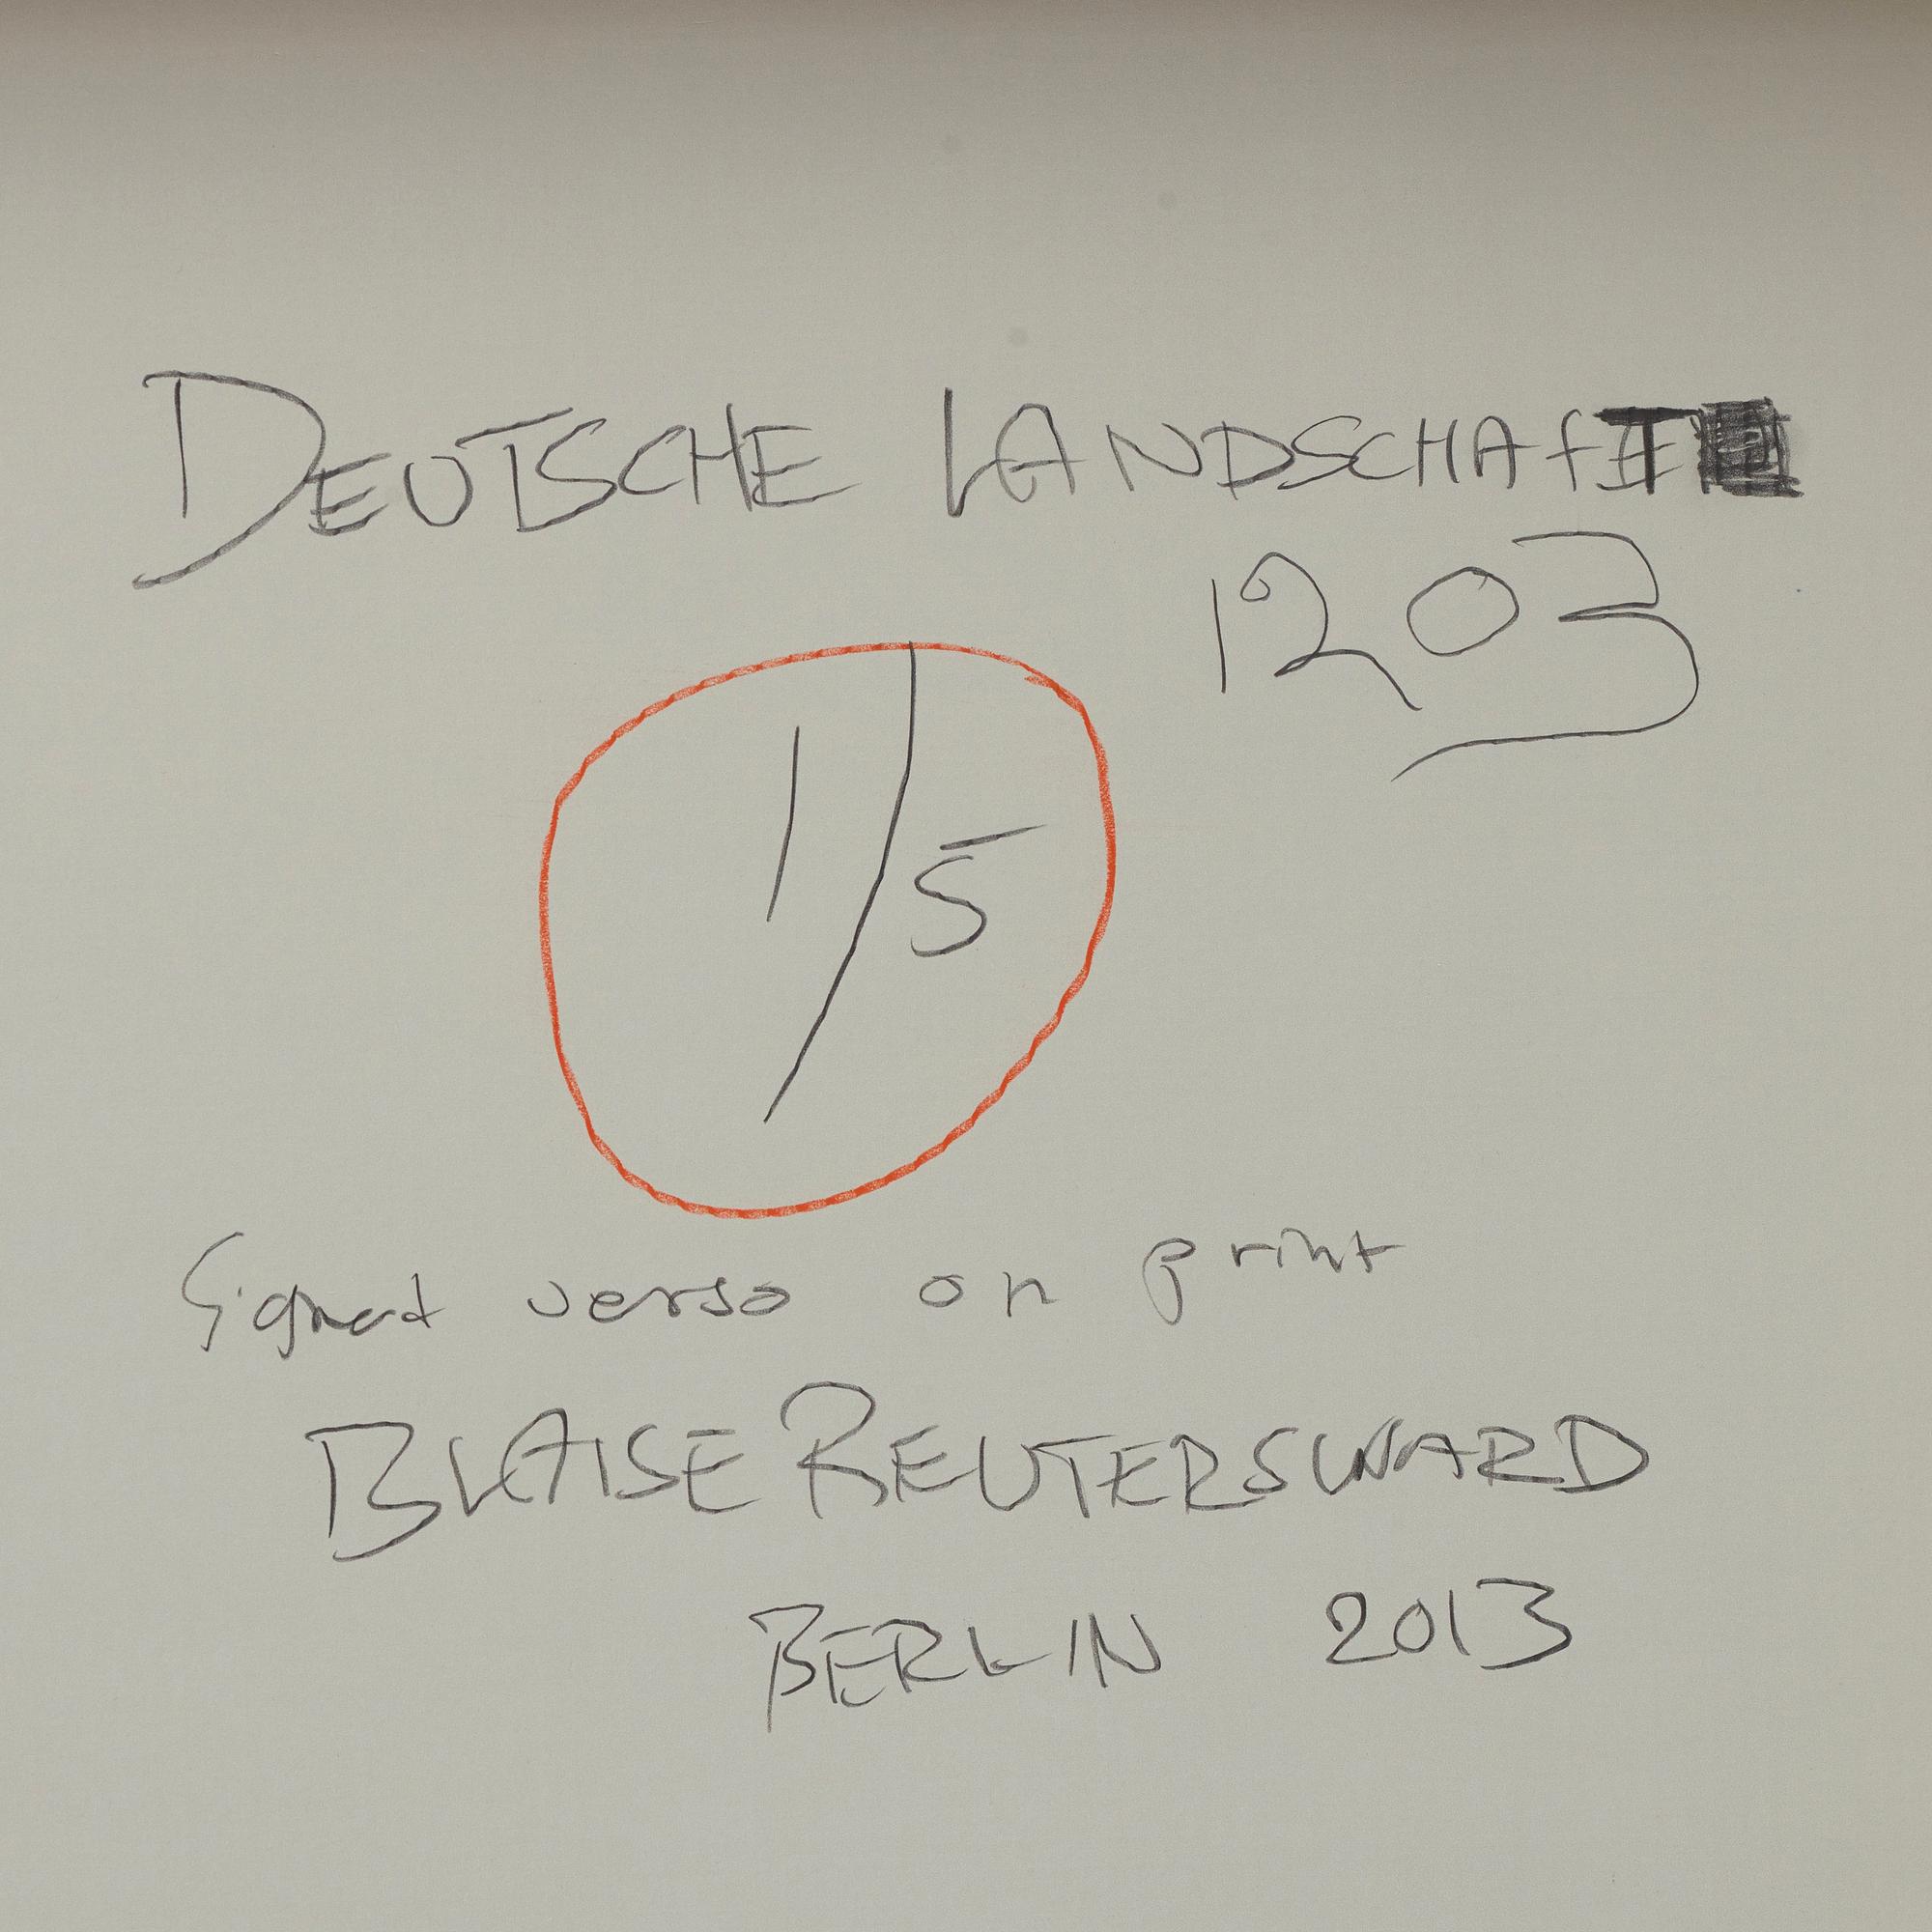 DEUTSCHE LANDSCHAFT
1203
1/5
Signed verso on print
BLAISE REUTERSWARD
BERLIN 2013